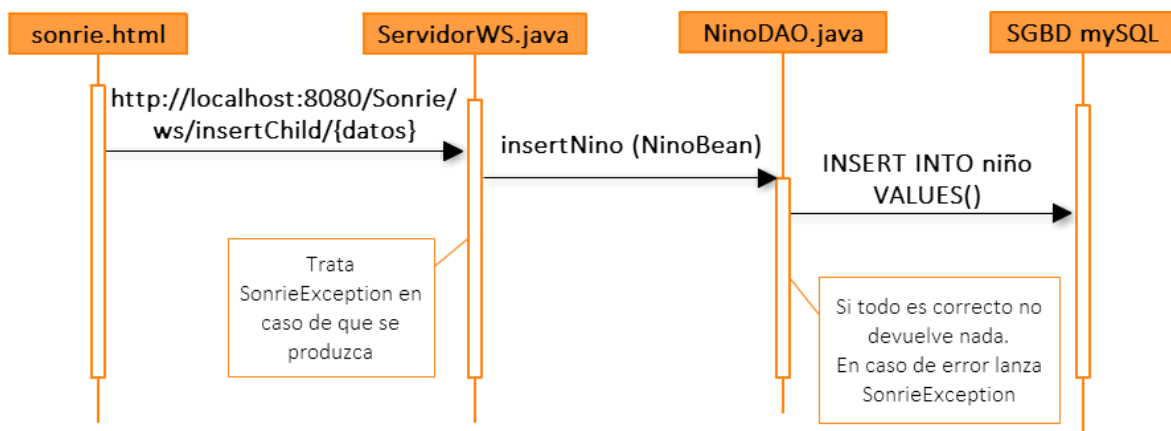 sonrie.html
ServidorWS.java
NinoDAO.java
SGBD mySQL
http://localhost:8080/Sonrie/
ws/insertChild/{datos}
insertNino (NinoBean)
INSERT INTO niño
VALUES()
Trata
SonrieException en
caso de que se
produzca
Si todo es correcto no
devuelve nada.
En caso de error lanza
SonrieException